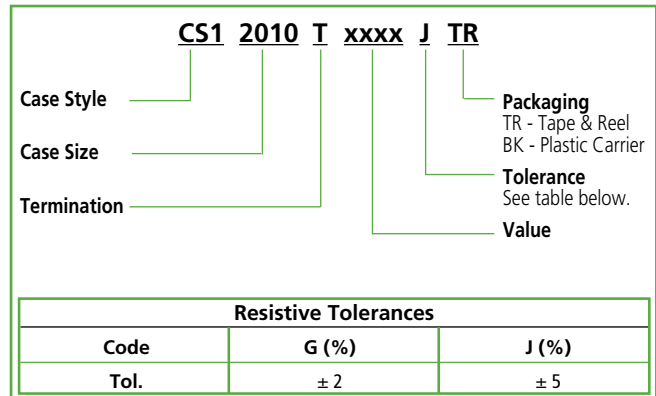 CS1 2010 T xxxx J TR
Case Style
Case Size
Termination
Packaging
TR - Tape & Reel
BK - Plastic Carrier
Tolerance
See table below.
Value
Resistive Tolerances
Code G (%) J (%)
Tol. ± 2 ± 5